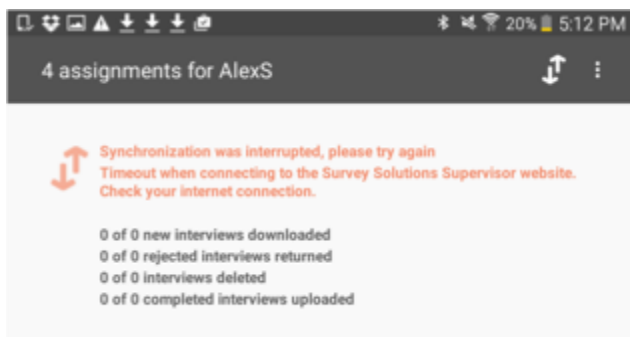 20% 5:12 PM
4 assignments for AlexS
Synchronization was interrupted, please try again
Timeout when connecting to the Survey Solutions Supervisor website.
Check your internet connection.
0 of 0 new interviews downloaded
0 of 0 rejected interviews returned
0 of 0 interviews deleted
0 of 0 completed interviews uploaded